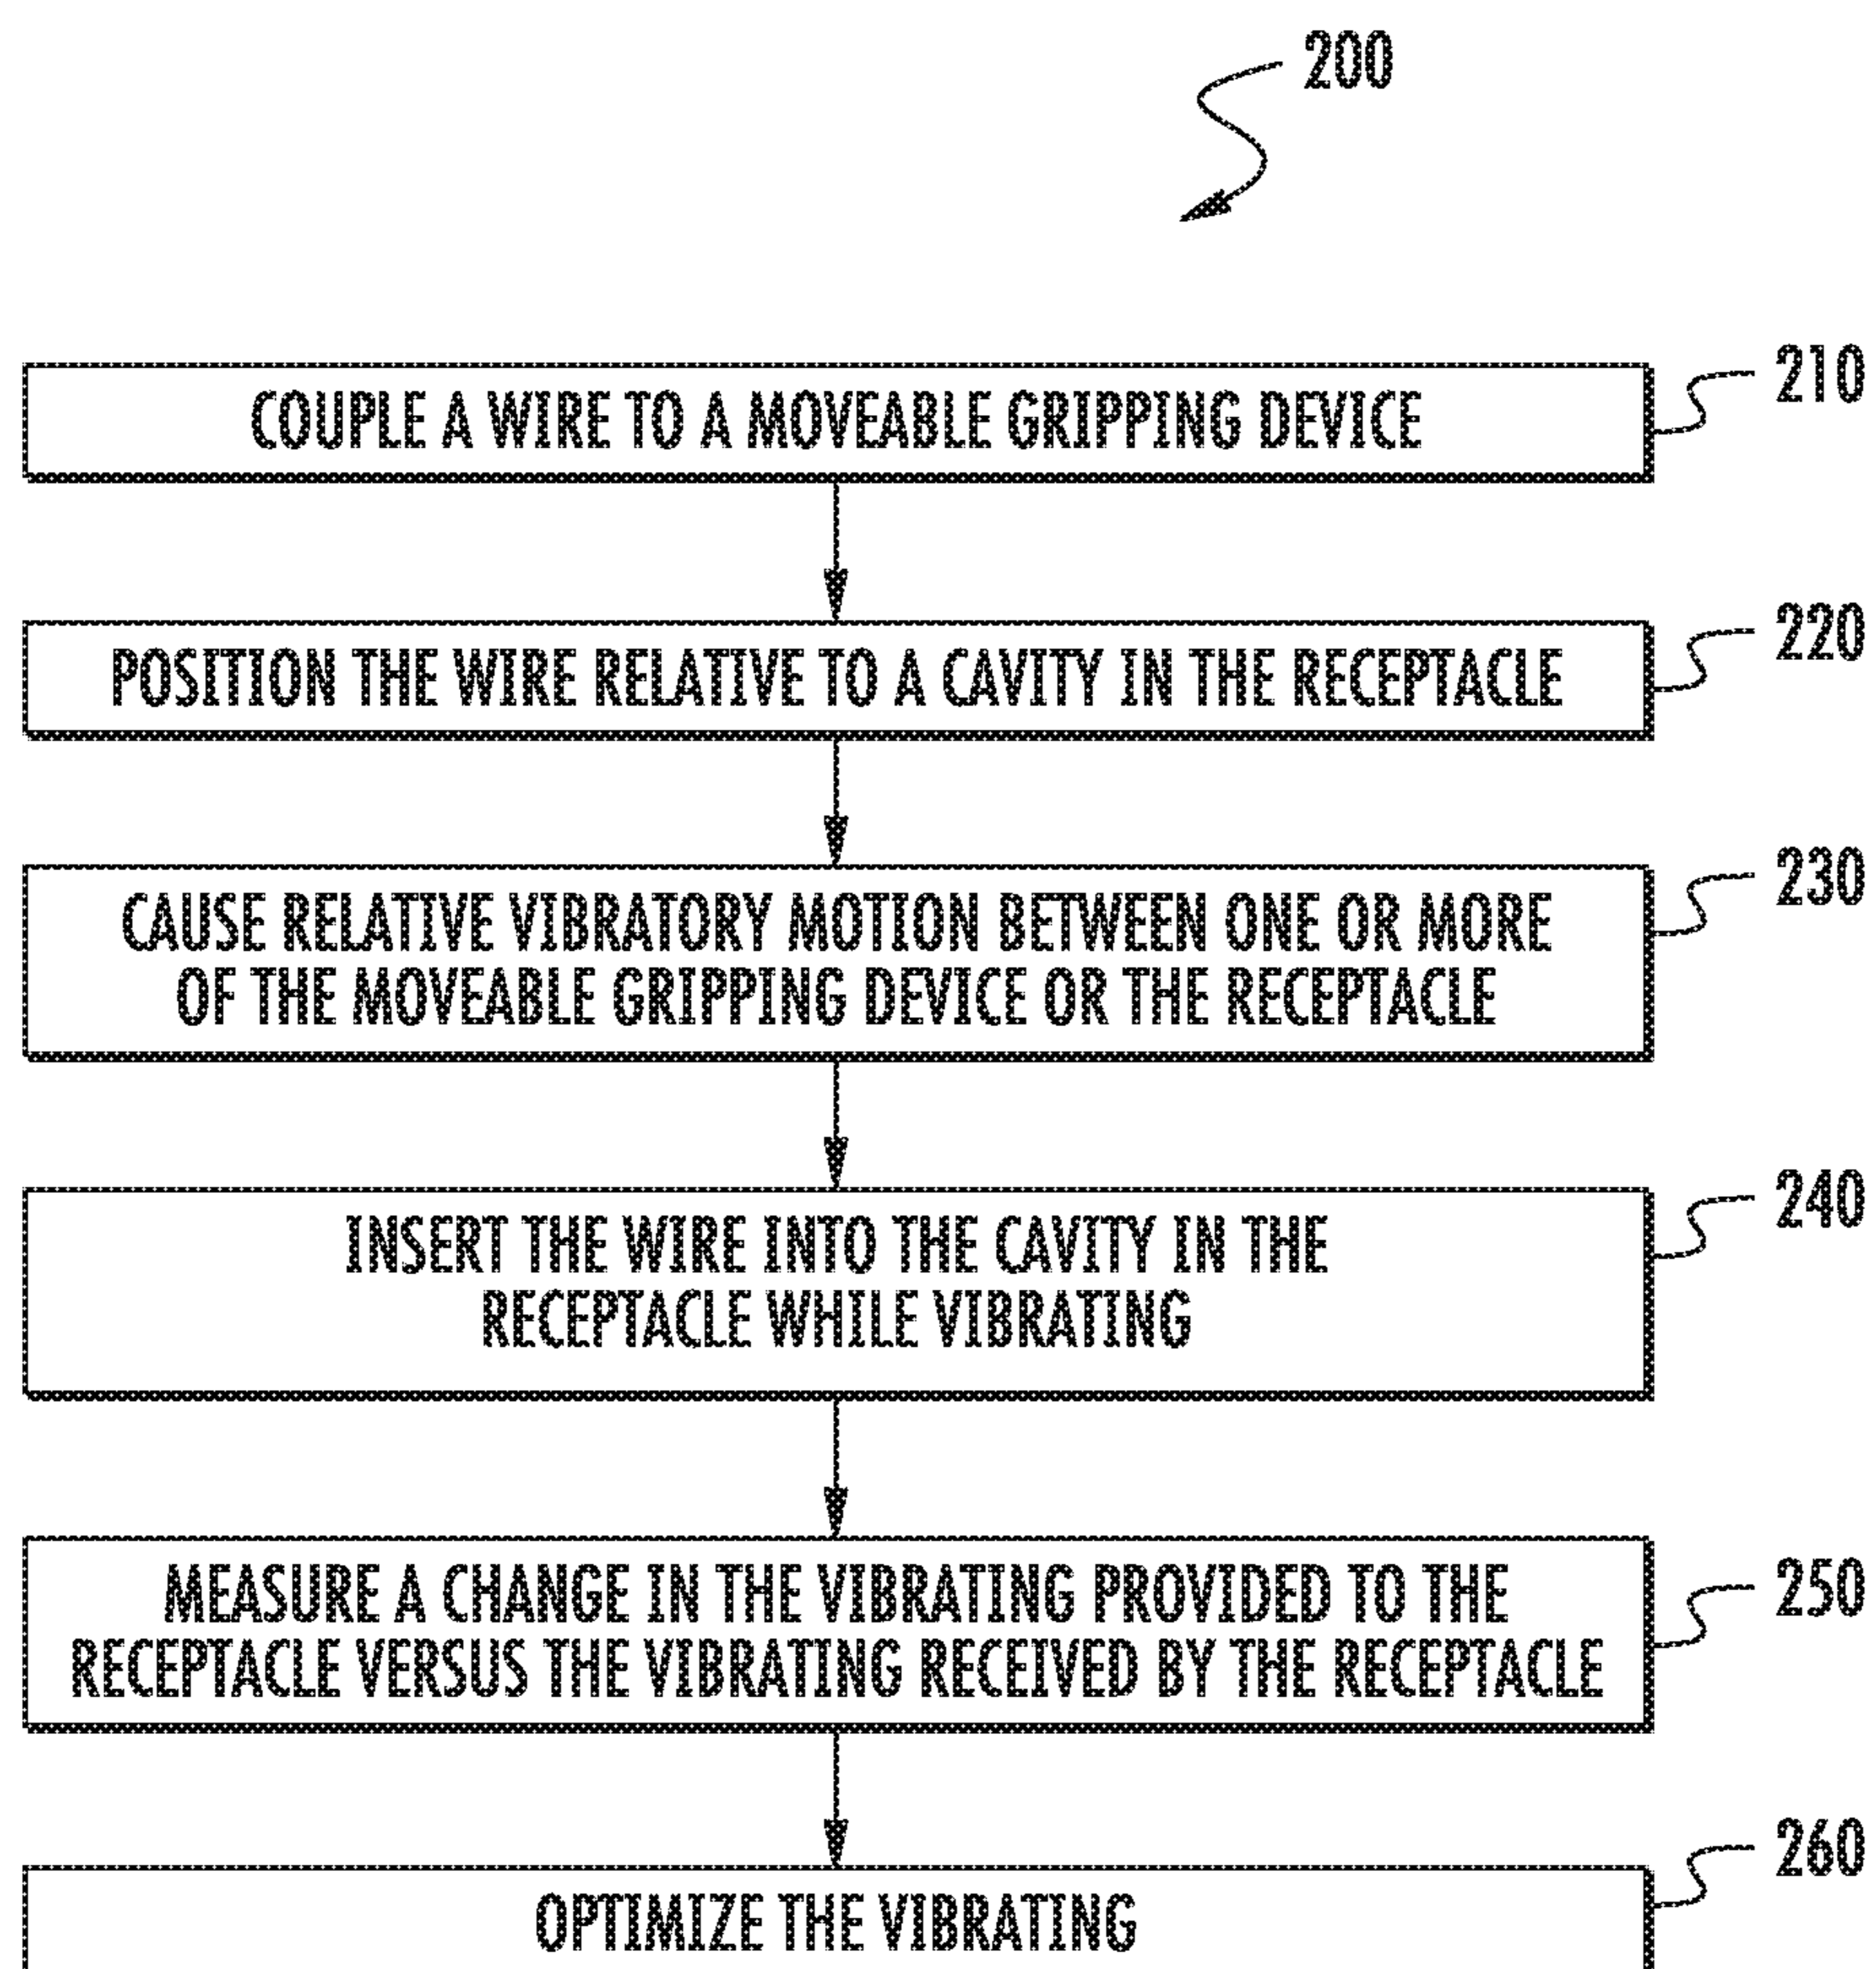 200
COUPLE A WIRE TO A MOVEABLE GRIPPING DEVICE
210
POSITION THE WIRE RELATIVE TO A CAVITY IN THE RECEPTACLE
220
CAUSE RELATIVE VIBRATORY MOTION BETWEEN ONE OR MORE
OF THE MOVEABLE GRIPPING DEVICE OR THE RECEPTACLE
230
INSERT THE WIRE INTO THE CAVITY IN THE
RECEPTACLE WHILE VIBRATING
240
MEASURE A CHANGE IN THE VIBRATING PROVIDED TO THE
RECEPTACLE VERSUS THE VIBRATING RECEIVED BY THE RECEPTACLE
250
OPTIMIZE THE VIBRATING
260